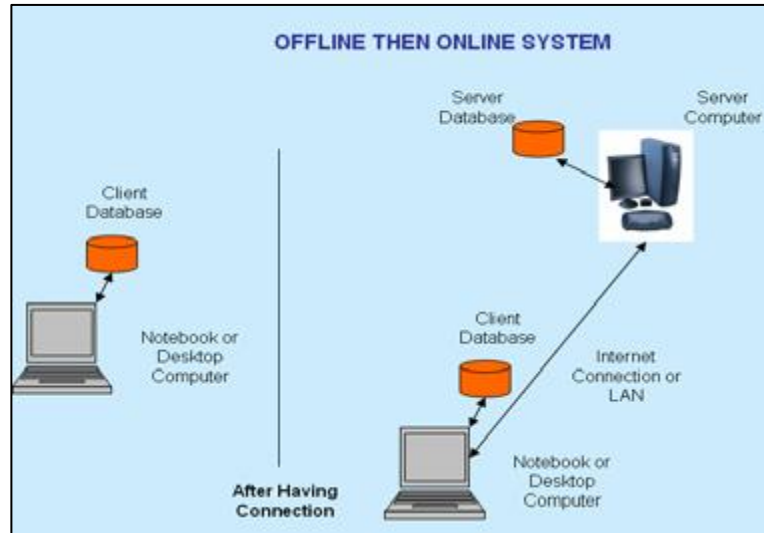 OFFLINE THEN ONLINE SYSTEM
Server
Database
Server
Computer
Client
Database
Notebook or
Desktop
Computer
Client
Database
Internet
Connection or
LAN
Notebook or
Desktop
Computer
After Having
Connection